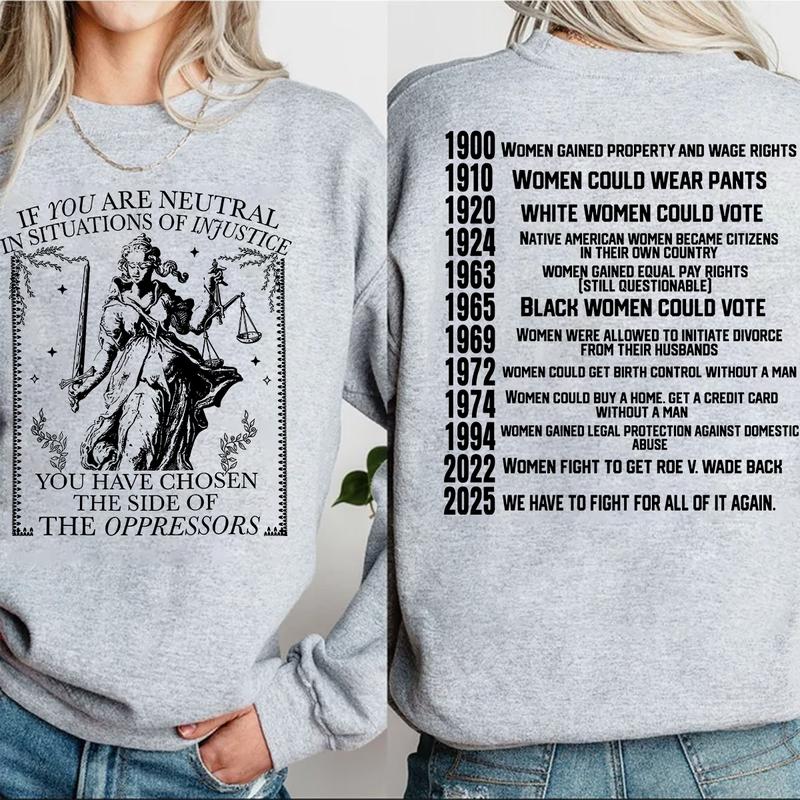 IF YOU ARE NEUTRAL
IN SITUATIONS OF INJUSTICE
YOU HAVE CHOSEN
THE SIDE OF
THE OPPRESSORS
1900 WOMEN GAINED PROPERTY AND WAGE RIGHTS
1910 WOMEN COULD WEAR PANTS
1920 WHITE WOMEN COULD VOTE
1924 NATIVE AMERICAN WOMEN BECAME CITIZENS
IN THEIR OWN COUNTRY
1963 WOMEN GAINED EQUAL PAY RIGHTS
(STILL QUESTIONABLE)
1965 BLACK WOMEN COULD VOTE
1969 WOMEN WERE ALLOWED TO INITIATE DIVORCE
FROM THEIR HUSBANDS
1972 WOMEN COULD GET BIRTH CONTROL WITHOUT A MAN
1974 WOMEN COULD BUY A HOME. GET A CREDIT CARD
WITHOUT A MAN
1994 WOMEN GAINED LEGAL PROTECTION AGAINST DOMESTIC
ABUSE
2022 WOMEN FIGHT TO GET ROE V. WADE BACK
2025 WE HAVE TO FIGHT FOR ALL OF IT AGAIN.